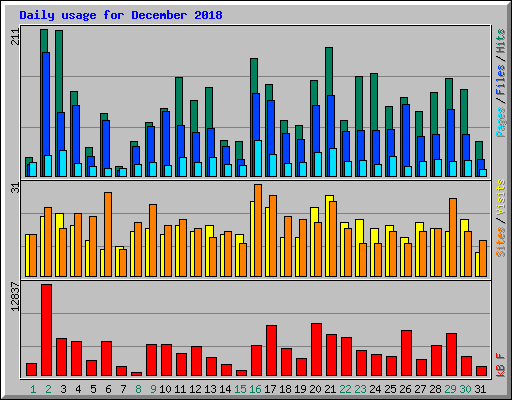 Daily usage for December 2018
211
Pages / Files / Hits
31
Sites / Visits
12837
kB F
1 2 3 4 5 6 7 8 9 10 11 12 13 14 15 16 17 18 19 20 21 22 23 24 25 26 27 28 29 30 31